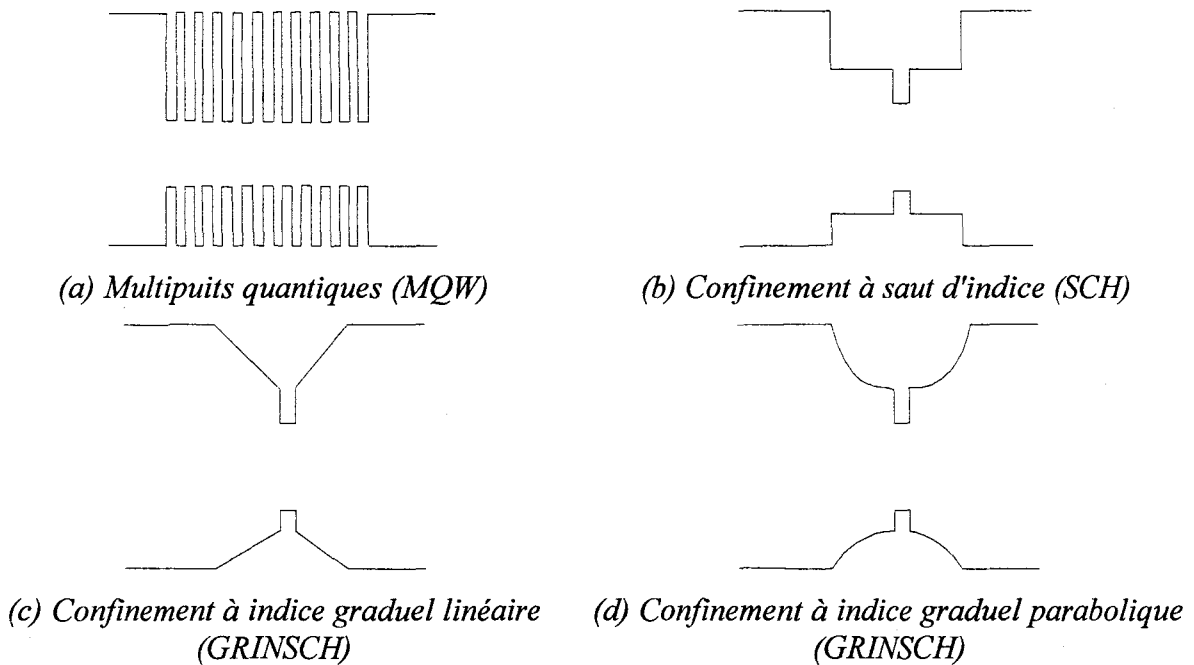 (a) Multipuits quantiques (MQW)
(b) Confinement à saut d'indice (SCH)
(c) Confinement à indice graduel linéaire
(GRINSCH)
(d) Confinement à indice graduel parabolique
(GRINSCH)